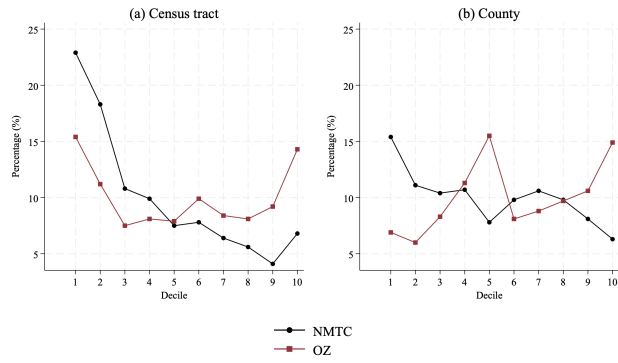 (a) Census tract
(b) County
Percentage (%)
25
20
15
10
5
1 2 3 4 5 6 7 8 9 10
Decile
Percentage (%)
25
20
15
10
5
1 2 3 4 5 6 7 8 9 10
Decile
NMTC
OZ